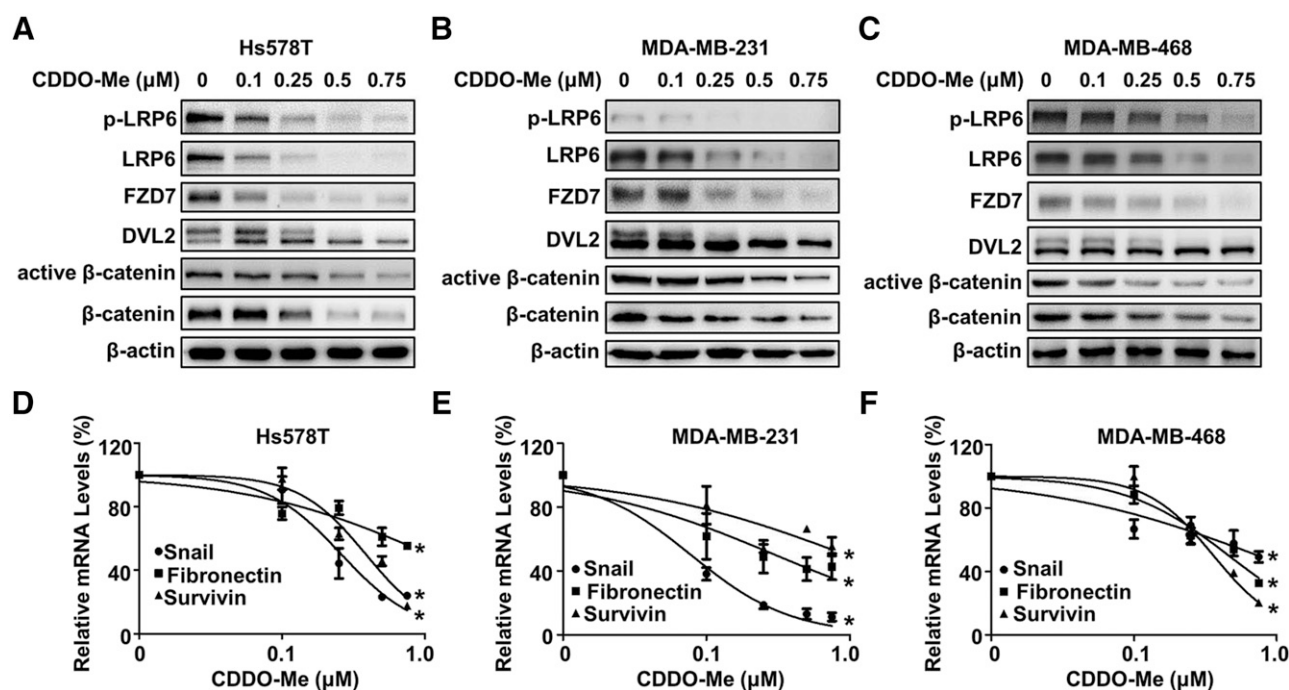 A
Hs578T
CDDO-Me (μM) 0 0.1 0.25 0.5 0.75
p-LRP6
LRP6
FZD7
DVL2
active β-catenin
β-catenin
β-actin
B
MDA-MB-231
CDDO-Me (μM) 0 0.1 0.25 0.5 0.75
p-LRP6
LRP6
FZD7
DVL2
active β-catenin
β-catenin
β-actin
C
MDA-MB-468
CDDO-Me (μM) 0 0.1 0.25 0.5 0.75
p-LRP6
LRP6
FZD7
DVL2
active β-catenin
β-catenin
β-actin
D
Hs578T
Relative mRNA Levels (%)
120
80
40
0
Snail
Fibronectin
Survivin
*
*
*
0 0.1 1.0
CDDO-Me (μM)
E
MDA-MB-231
Relative mRNA Levels (%)
120
80
40
0
Snail
Fibronectin
Survivin
*
*
*
0 0.1 1.0
CDDO-Me (μM)
F
MDA-MB-468
Relative mRNA Levels (%)
120
80
40
0
Snail
Fibronectin
Survivin
*
*
*
0 0.1 1.0
CDDO-Me (μM)